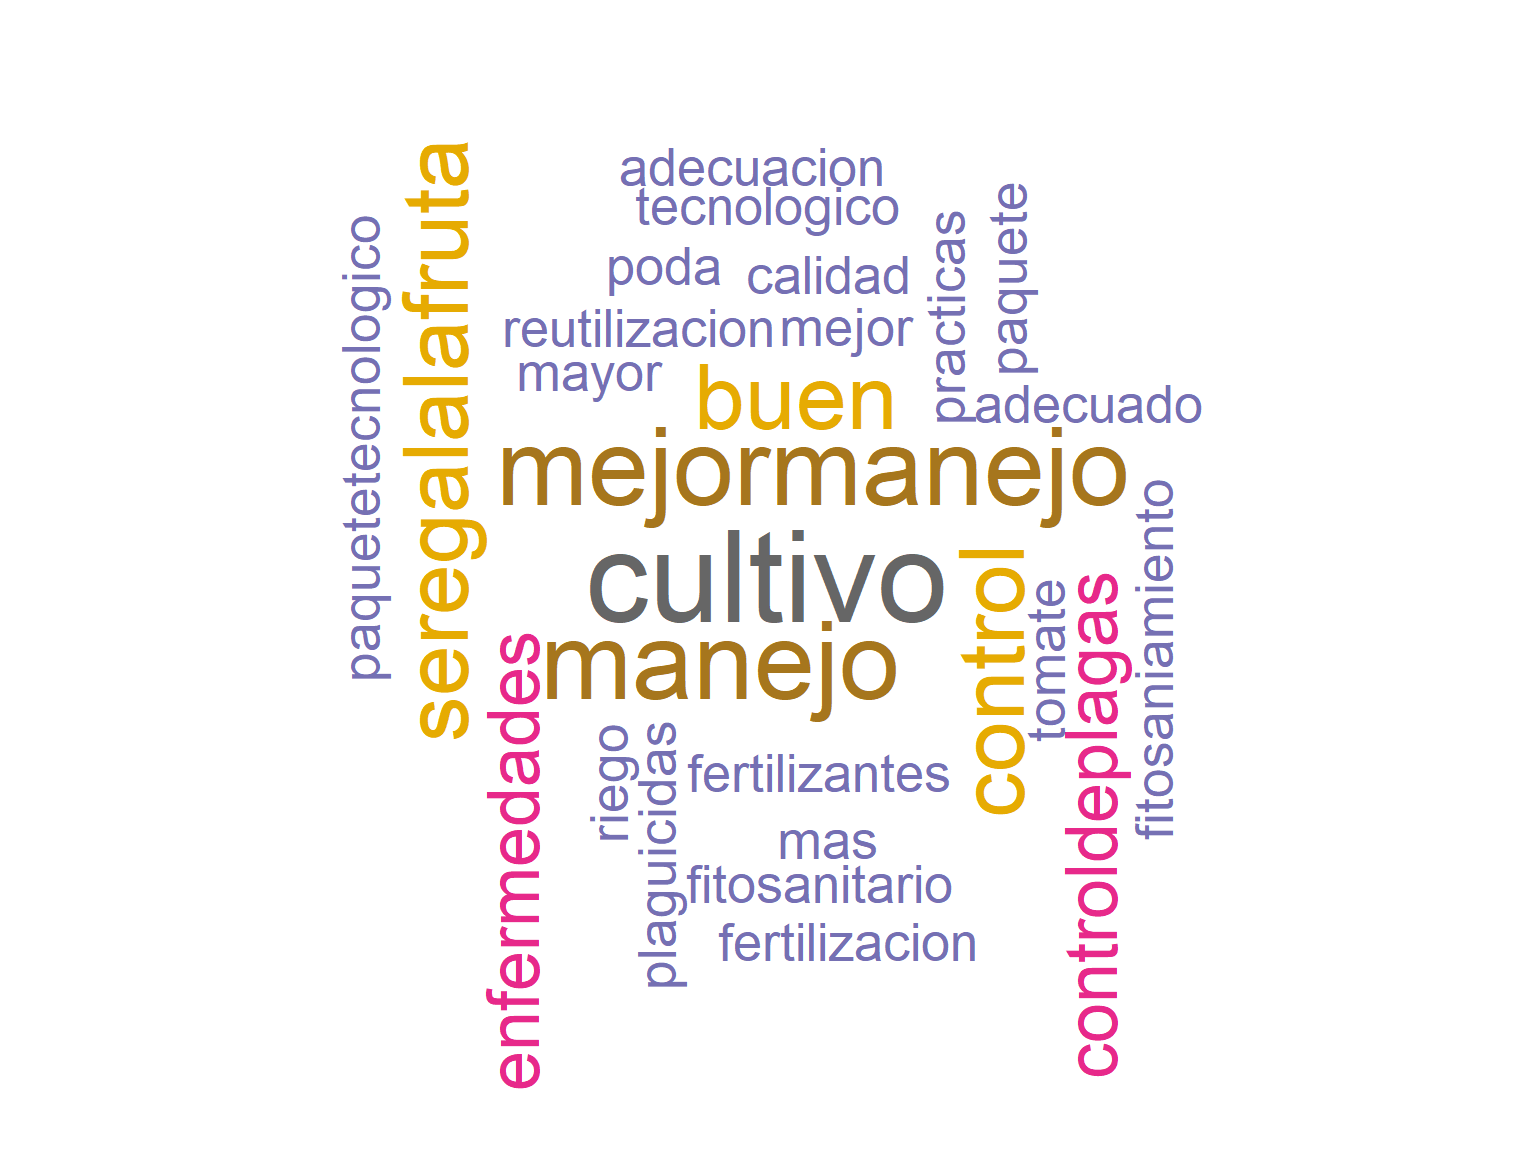 adecuacion
tecnologico
poda
calidad
reutilizacion
mejor
mayor
buen
practicas
paquete
adecuado
paquetetecnologico
seregalalafruta
mejormanejo
cultivo
manejo
control
tomate
controldeplagas
fitosaniamiento
enfermedades
riego
plaguicidas
fertilizantes
mas
fitosanitario
fertilizacion